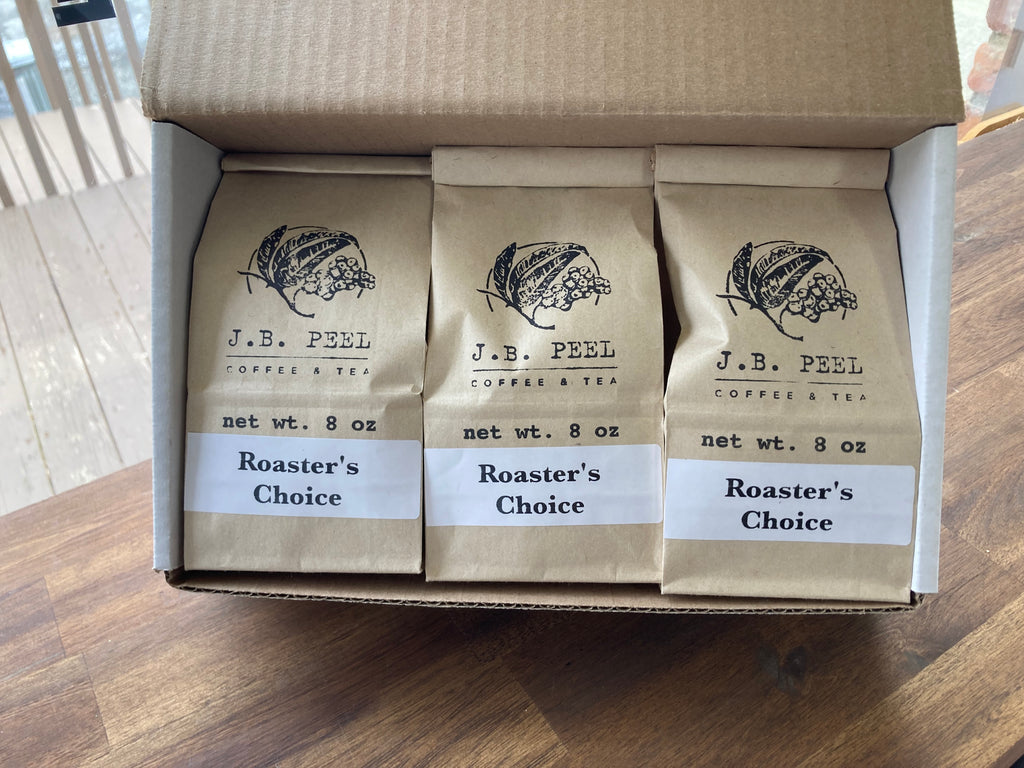 J.B. PEEL
COFFEE & TEA
net wt. 8 oz
Roaster's
Choice
J.B. PEEL
COFFEE & TEA
net wt. 8 oz
Roaster's
Choice
J.B. PEEL
COFFEE & TEA
net wt. 8 oz
Roaster's
Choice